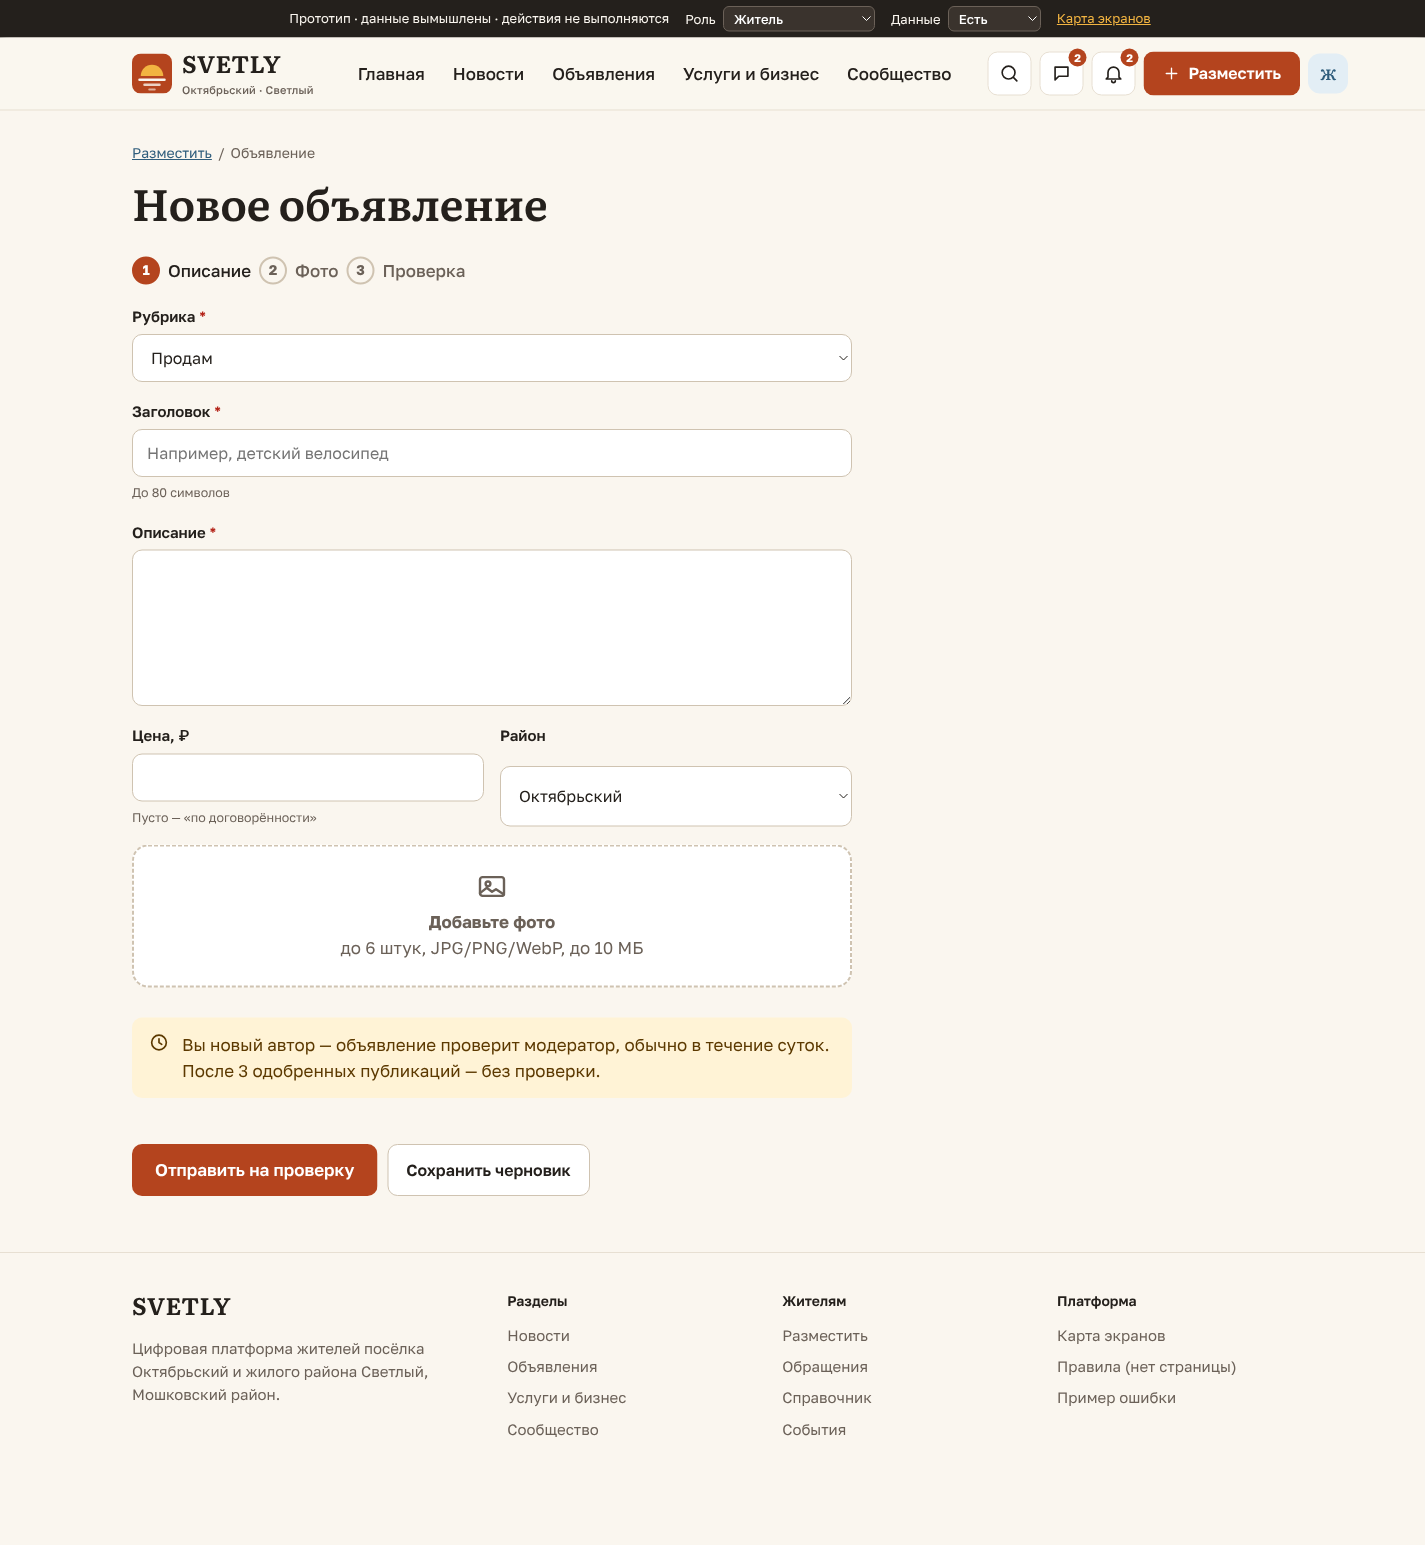 Прототип · данные вымышлены · действия не выполняются Роль Житель Данные Есть Карта экранов
SVETLY
Октябрьский · Светлый
Главная Новости Объявления Услуги и бизнес Сообщество
2 2
Разместить
Ж
Разместить / Объявление
Новое объявление
1 Описание 2 Фото 3 Проверка
Рубрика *
Продам
Заголовок *
Например, детский велосипед
До 80 символов
Описание *
Цена, ₽ Район
Октябрьский
Пусто — «по договорённости»
Добавьте фото
до 6 штук, JPG/PNG/WebP, до 10 МБ
Вы новый автор — объявление проверит модератор, обычно в течение суток.
После 3 одобренных публикаций — без проверки.
Отправить на проверку Сохранить черновик
SVETLY
Цифровая платформа жителей посёлка
Октябрьский и жилого района Светлый,
Мошковский район.
Разделы
Новости
Объявления
Услуги и бизнес
Сообщество
Жителям
Разместить
Обращения
Справочник
События
Платформа
Карта экранов
Правила (нет страницы)
Пример ошибки